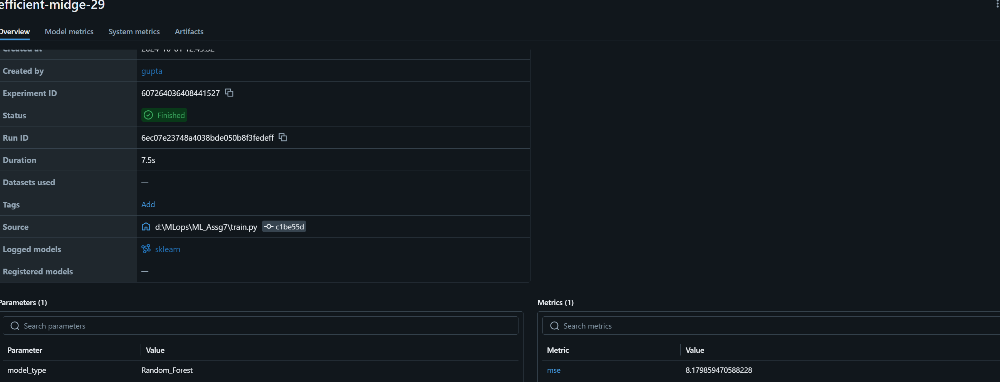 efficient-midge-29
Overview Model metrics System metrics Artifacts
Created at
Created by gupta
Experiment ID 607264036408441527
Status Finished
Run ID 6ec07e23748a4038bde050b8f3fedeff
Duration 7.5s
Datasets used —
Tags Add
Source d:\MLops\ML_Assg7\train.py c1be55d
Logged models sklearn
Registered models —
Parameters (1)
Search parameters
Parameter Value
model_type Random_Forest
Metrics (1)
Search metrics
Metric Value
mse 8.179859470588228